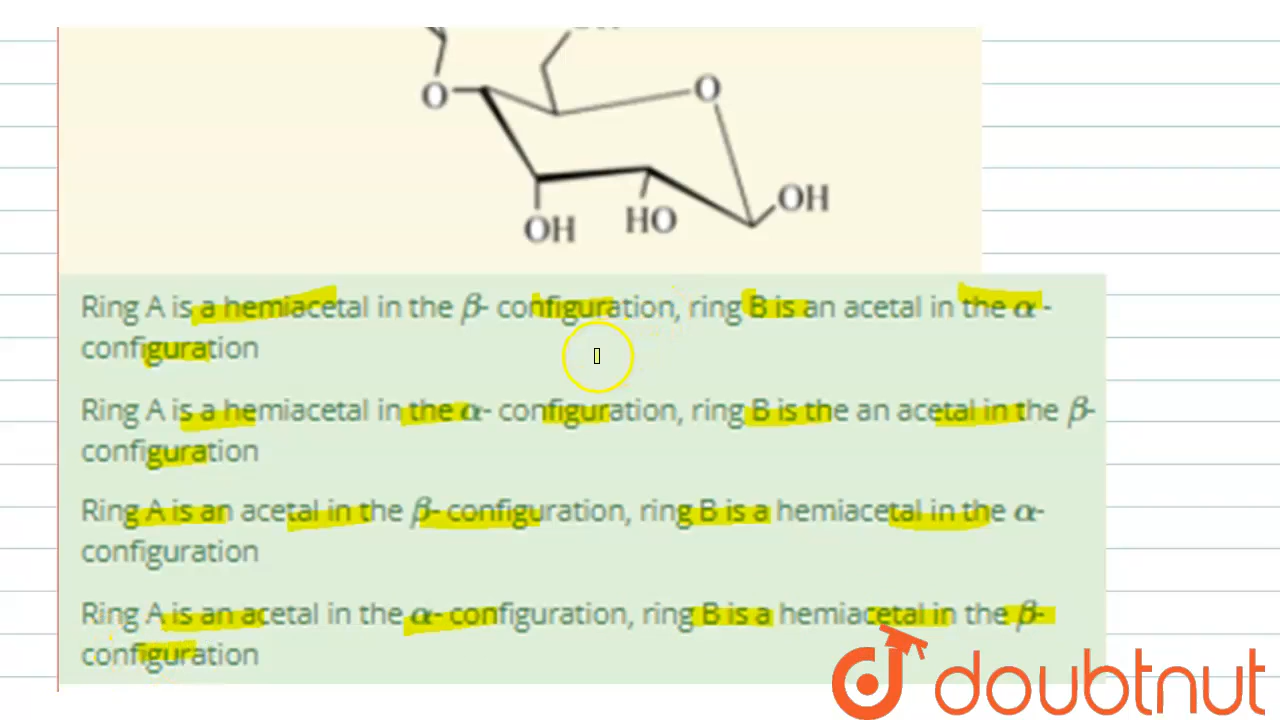 O
O
OH
OH
HO
Ring A is a hemiacetal in the β- configuration, ring B is an acetal in the α-
configuration
Ring A is a hemiacetal in the α- configuration, ring B is the an acetal in the β-
configuration
Ring A is an acetal in the β- configuration, ring B is a hemiacetal in the α-
configuration
Ring A is an acetal in the α- configuration, ring B is a hemiacetal in the β-
configuration
doubtnut